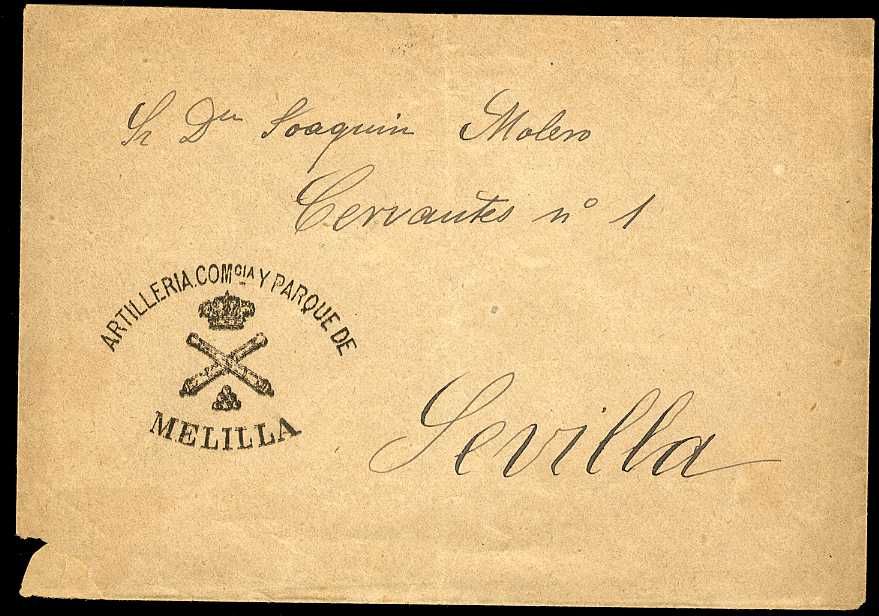 Sr Dn Joaquin Molero
Cervantes nº 1
ARTILLERIA. COMCIA Y PARQUE DE
MELILLA
Sevilla